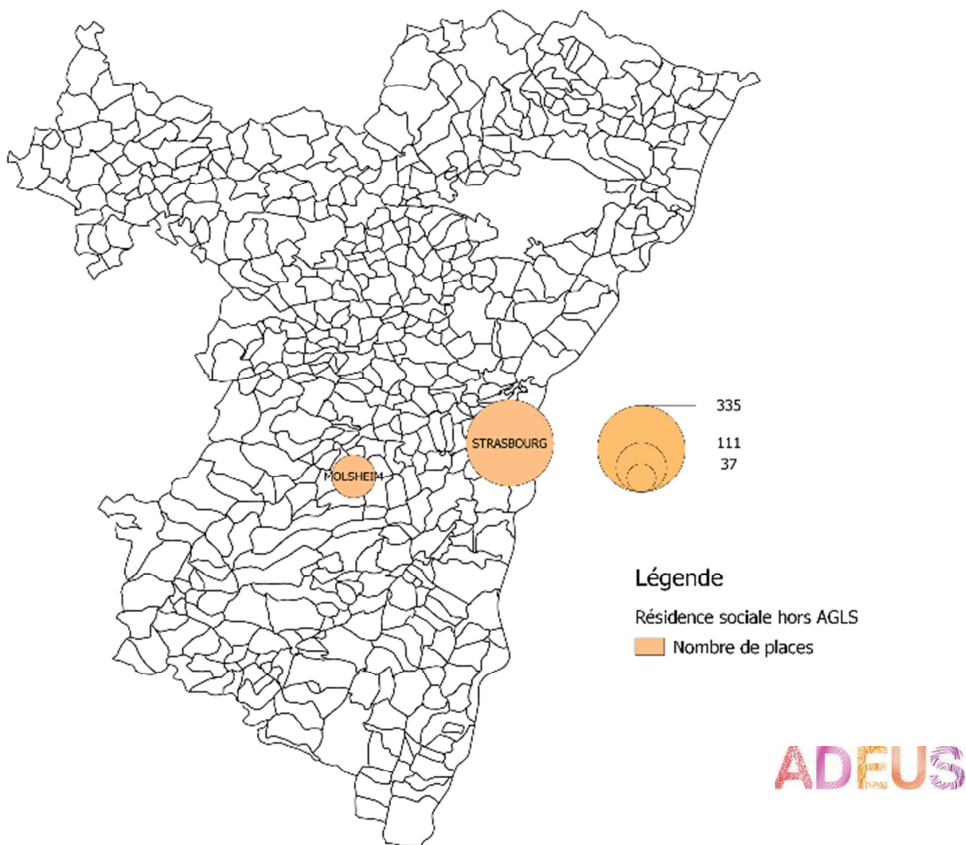 335
STRASBOURG
111
37
MOLSHEIM
Légende
Résidence sociale hors AGLS
Nombre de places
ADEUS